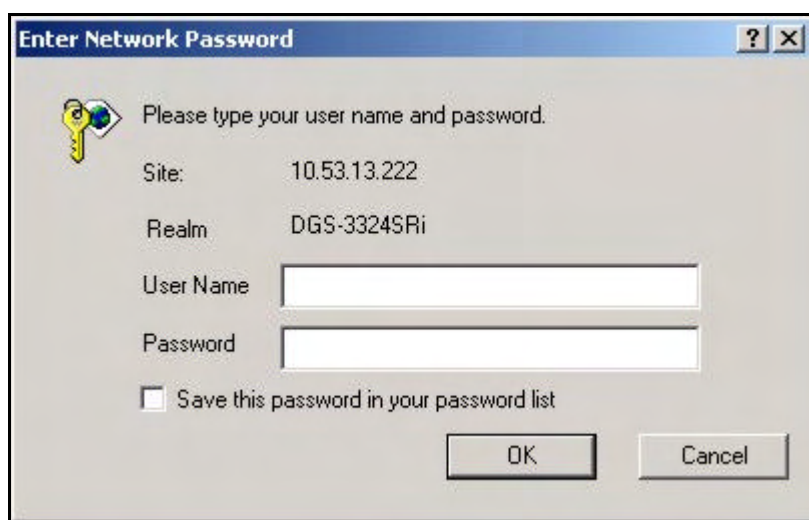 Enter Network Password
Please type your user name and password.
Site: 10.53.13.222
Realm DGS-3324SRi
User Name
Password
Save this password in your password list
OK Cancel